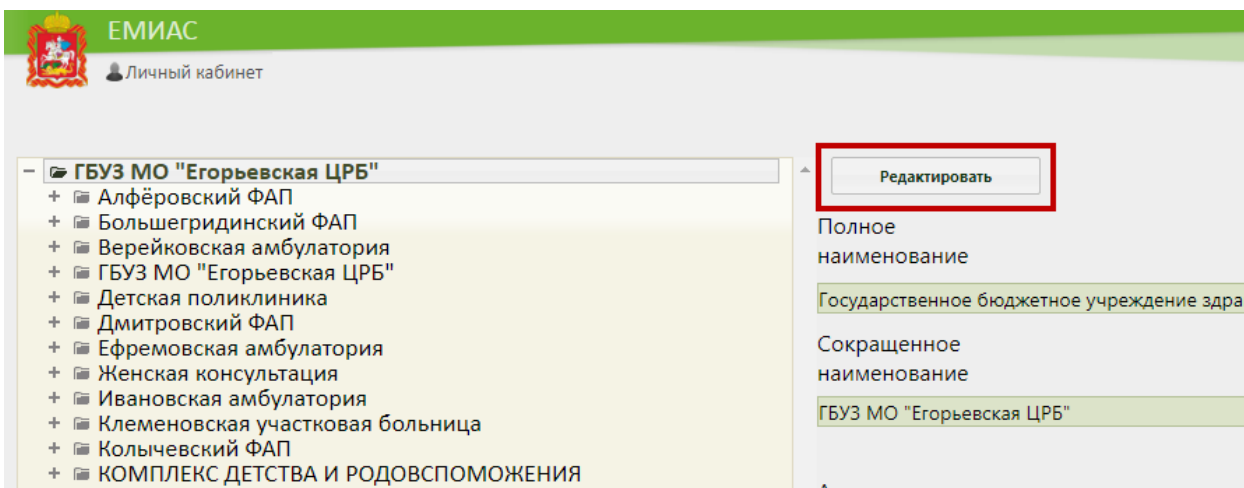 ЕМИАС
Личный кабинет
ГБУЗ МО "Егорьевская ЦРБ"
Алфёровский ФАП
Большегридинский ФАП
Верейковская амбулатория
ГБУЗ МО "Егорьевская ЦРБ"
Детская поликлиника
Дмитровский ФАП
Ефремовская амбулатория
Женская консультация
Ивановская амбулатория
Клеменовская участковая больница
Колычевский ФАП
КОМПЛЕКС ДЕТСТВА И РОДОВСПОМОЖЕНИЯ
Редактировать
Полное
наименование
Государственное бюджетное учреждение здра
Сокращенное
наименование
ГБУЗ МО "Егорьевская ЦРБ"